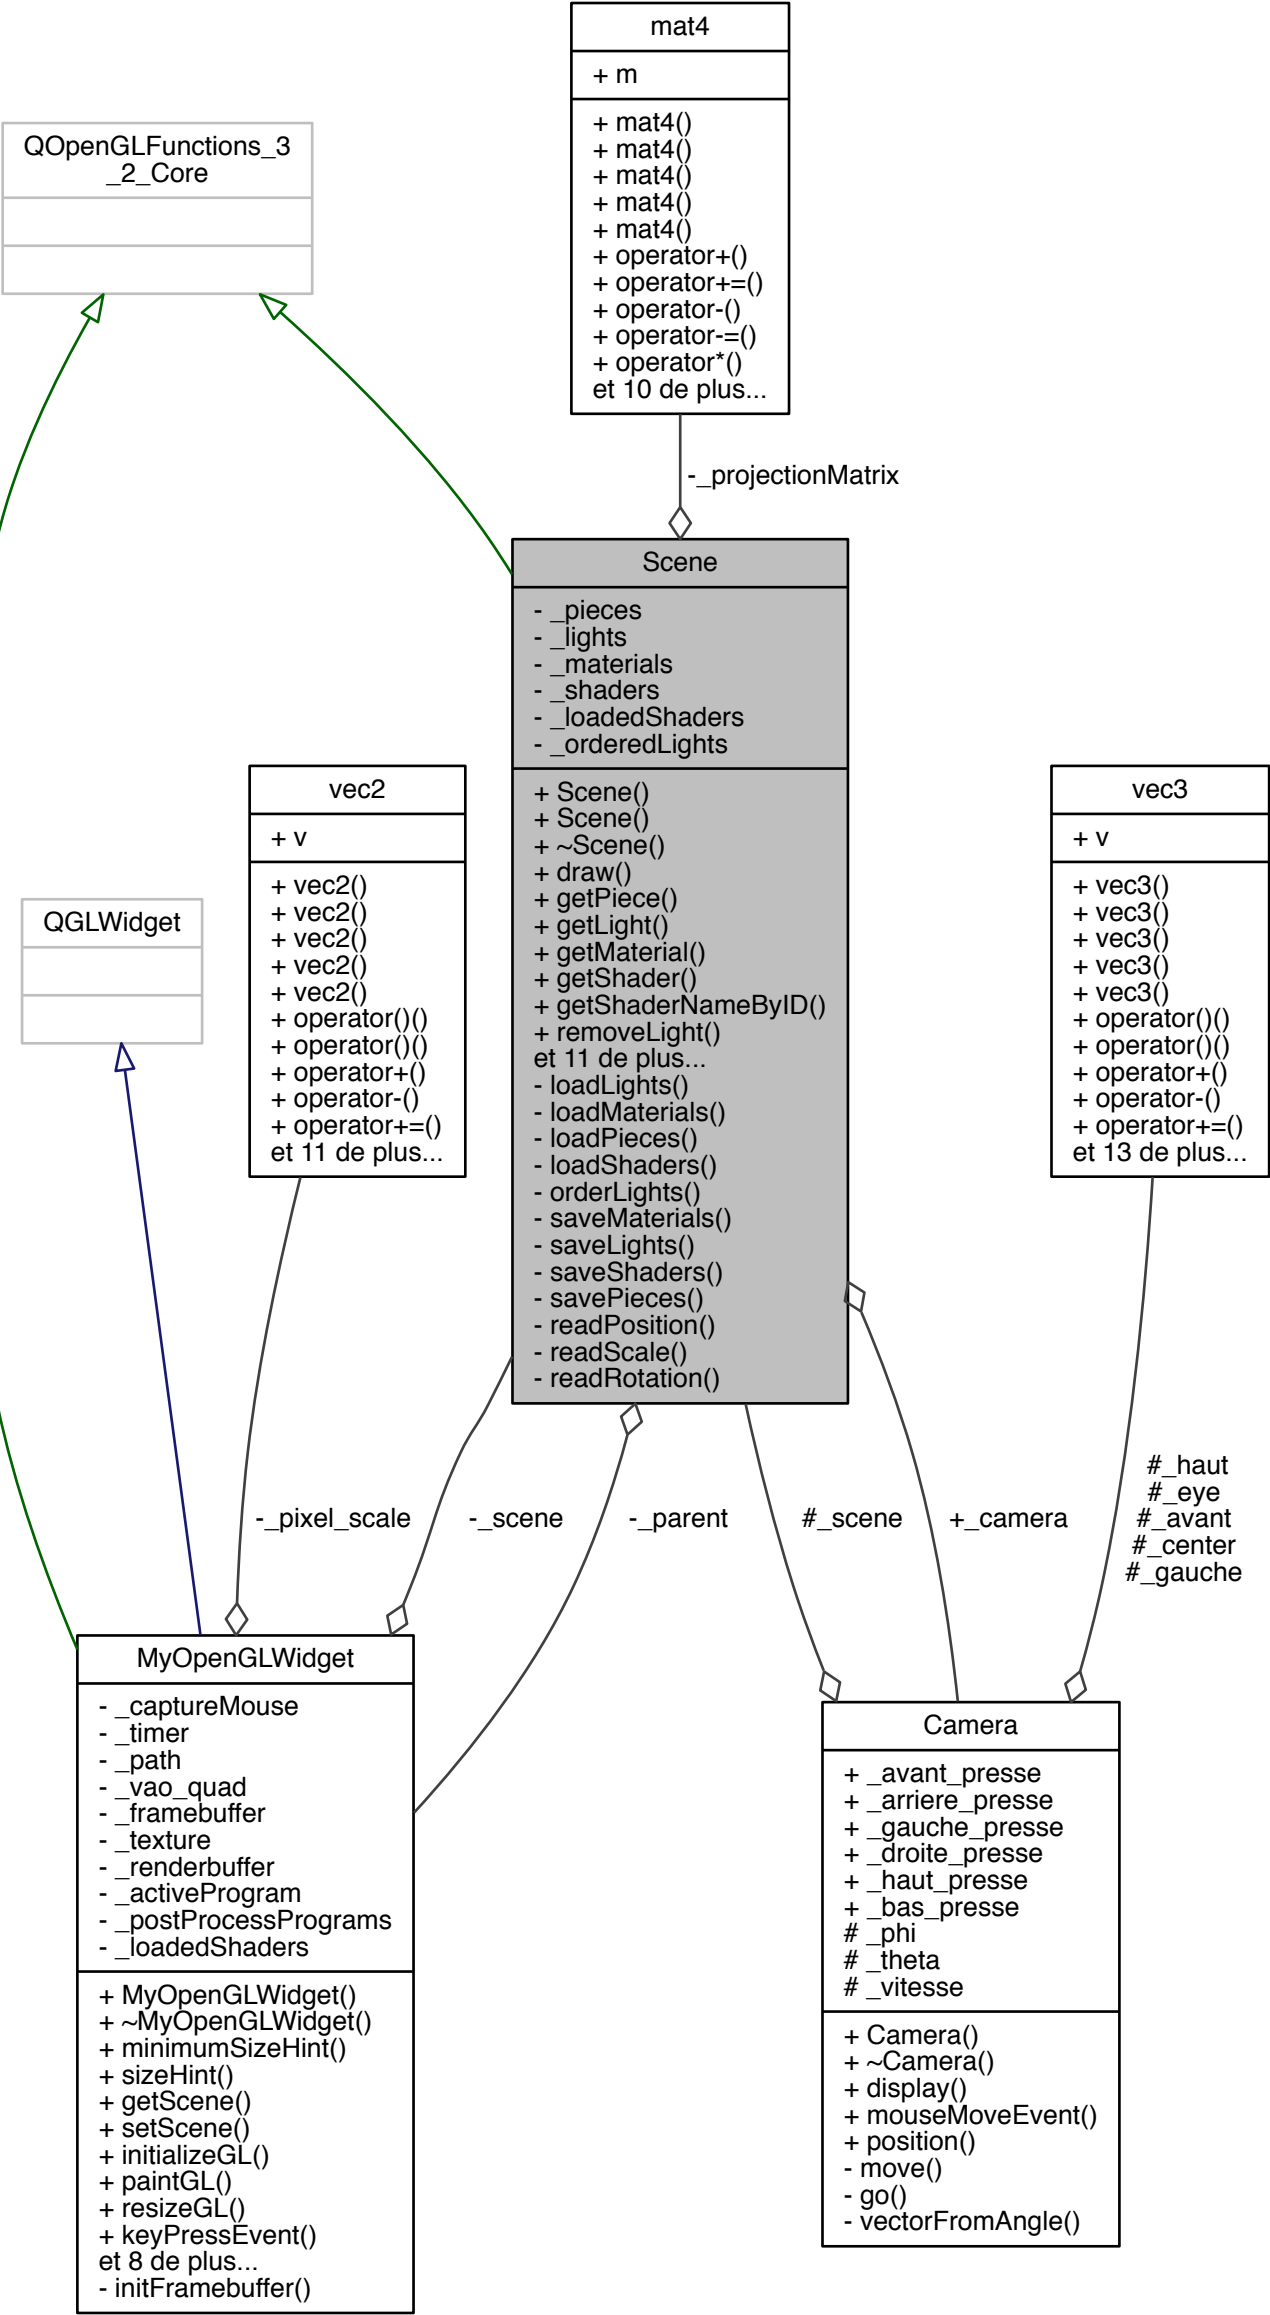 mat4
+ m
+ mat4()
+ mat4()
+ mat4()
+ mat4()
+ mat4()
+ operator+()
+ operator+=()
+ operator-()
+ operator-=()
+ operator*()
et 10 de plus...
QOpenGLFunctions_3
_2_Core
-_projectionMatrix
Scene
- _pieces
- _lights
- _materials
- _shaders
- _loadedShaders
- _orderedLights
+ Scene()
+ Scene()
+ ~Scene()
+ draw()
+ getPiece()
+ getLight()
+ getMaterial()
+ getShader()
+ getShaderNameByID()
+ removeLight()
et 11 de plus...
- loadLights()
- loadMaterials()
- loadPieces()
- loadShaders()
- orderLights()
- saveMaterials()
- saveLights()
- saveShaders()
- savePieces()
- readPosition()
- readScale()
- readRotation()
vec2
+ v
+ vec2()
+ vec2()
+ vec2()
+ vec2()
+ vec2()
+ operator()()
+ operator()()
+ operator+()
+ operator-()
+ operator+=()
et 11 de plus...
vec3
+ v
+ vec3()
+ vec3()
+ vec3()
+ vec3()
+ vec3()
+ operator()()
+ operator()()
+ operator+()
+ operator-()
+ operator+=()
et 13 de plus...
QGLWidget
-_pixel_scale
-_scene
-_parent
#_scene
+_camera
#_haut
#_eye
#_avant
#_center
#_gauche
MyOpenGLWidget
- _captureMouse
- _timer
- _path
- _vao_quad
- _framebuffer
- _texture
- _renderbuffer
- _activeProgram
- _postProcessPrograms
- _loadedShaders
+ MyOpenGLWidget()
+ ~MyOpenGLWidget()
+ minimumSizeHint()
+ sizeHint()
+ getScene()
+ setScene()
+ initializeGL()
+ paintGL()
+ resizeGL()
+ keyPressEvent()
et 8 de plus...
- initFramebuffer()
Camera
+ _avant_presse
+ _arriere_presse
+ _gauche_presse
+ _droite_presse
+ _haut_presse
+ _bas_presse
# _phi
# _theta
# _vitesse
+ Camera()
+ ~Camera()
+ display()
+ mouseMoveEvent()
+ position()
- move()
- go()
- vectorFromAngle()